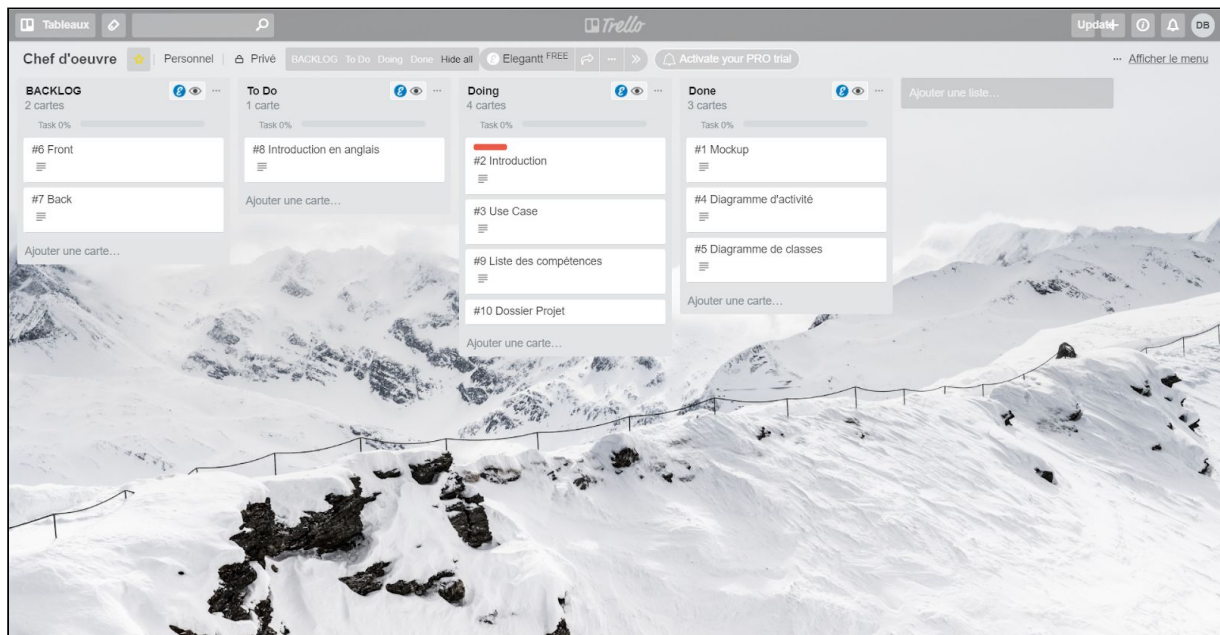 Tableaux
Trello
Update
DB
Chef d'oeuvre
Personnel
Privé
BACKLOG To Do Doing Done Hide all
Elegantt FREE
Activate your PRO trial
... Afficher le menu
BACKLOG
2 cartes
Task 0%
#6 Front
#7 Back
Ajouter une carte…
To Do
1 carte
Task 0%
#8 Introduction en anglais
Ajouter une carte…
Doing
4 cartes
Task 0%
#2 Introduction
#3 Use Case
#9 Liste des compétences
#10 Dossier Projet
Ajouter une carte…
Done
3 cartes
Task 0%
#1 Mockup
#4 Diagramme d'activité
#5 Diagramme de classes
Ajouter une carte…
Ajouter une liste…